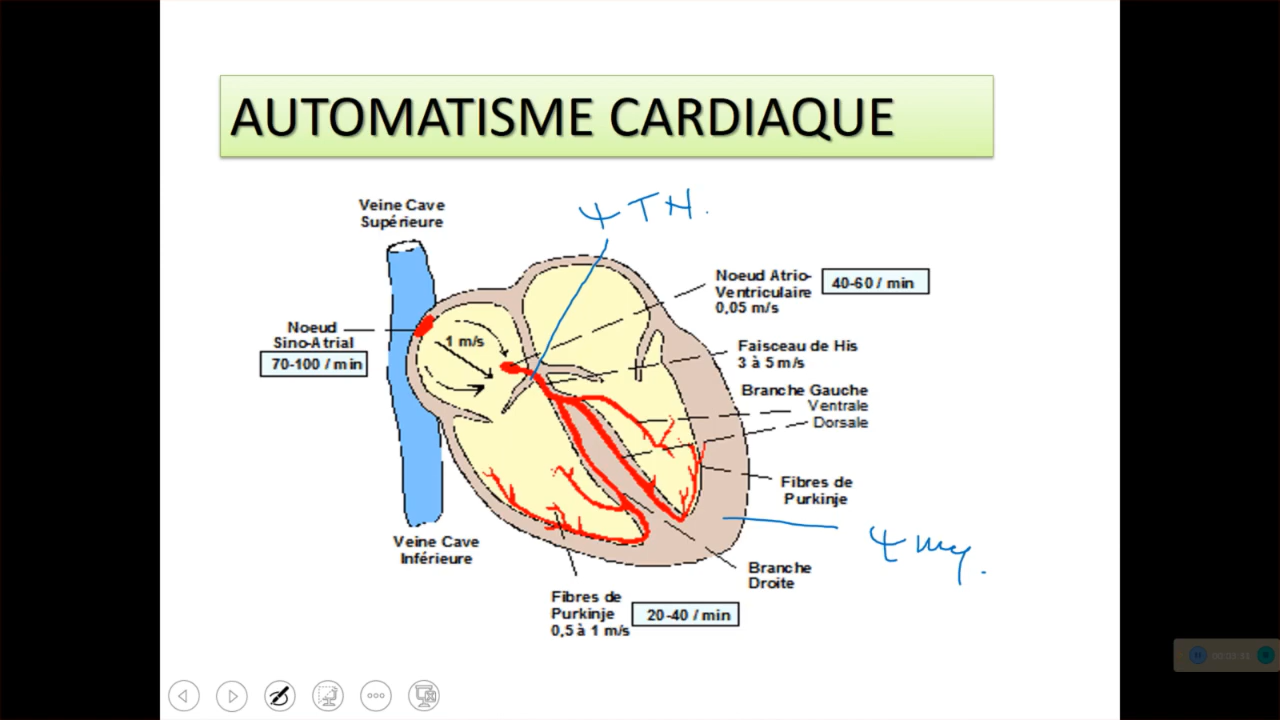 AUTOMATISME CARDIAQUE
Veine Cave
Supérieure
Ψ T N.
Noeud Atrio-
Ventriculaire
0,05 m/s
40-60 / min
Noeud
Sino-Atrial
70-100 / min
1 m/s
Faisceau de His
3 à 5 m/s
Branche Gauche
Ventrale
Dorsale
Fibres de
Purkinje
Veine Cave
Inférieure
Ψ my.
Branche
Droite
Fibres de
Purkinje
0,5 à 1 m/s
20-40 / min